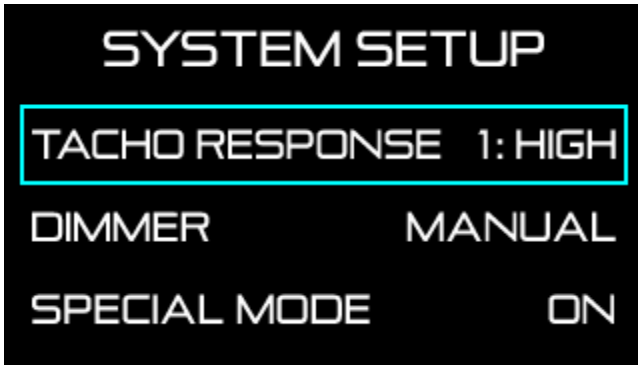 SYSTEM SETUP
TACHO RESPONSE 1: HIGH
DIMMER MANUAL
SPECIAL MODE ON